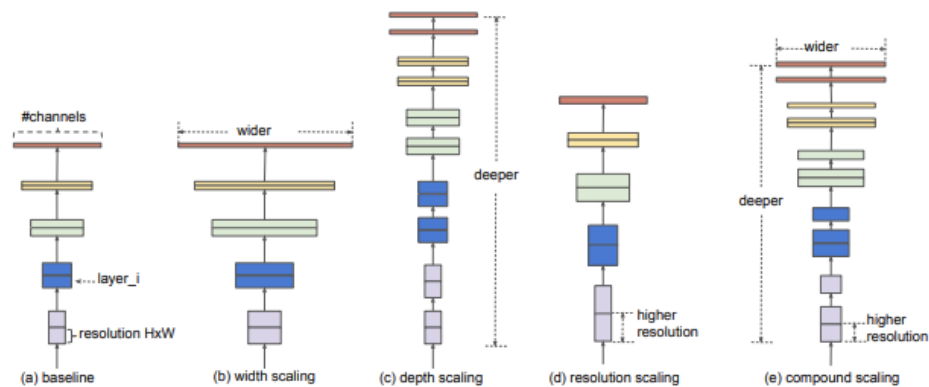 #channels
layer_i
resolution HxW
(a) baseline
wider
(b) width scaling
deeper
(c) depth scaling
higher
resolution
(d) resolution scaling
wider
deeper
higher
resolution
(e) compound scaling